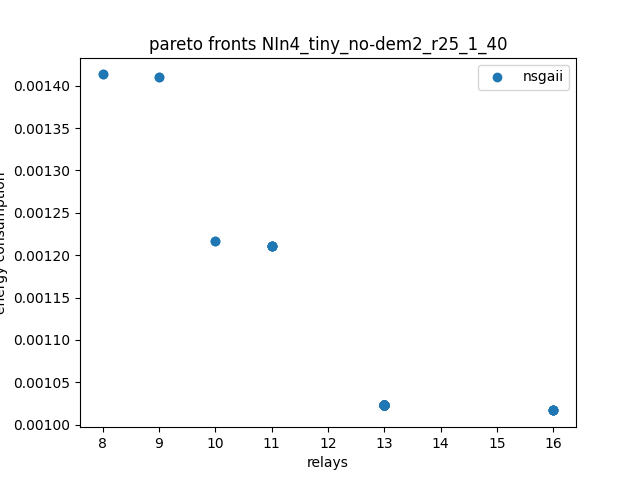 pareto fronts NIn4_tiny_no-dem2_r25_1_40
nsgaii
0.00140
0.00135
0.00130
0.00125
0.00120
0.00115
0.00110
0.00105
0.00100
energy consumption
8 9 10 11 12 13 14 15 16
relays